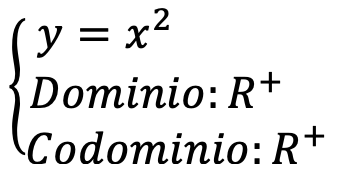 y = x²
Dominio: R⁺
Codominio: R⁺